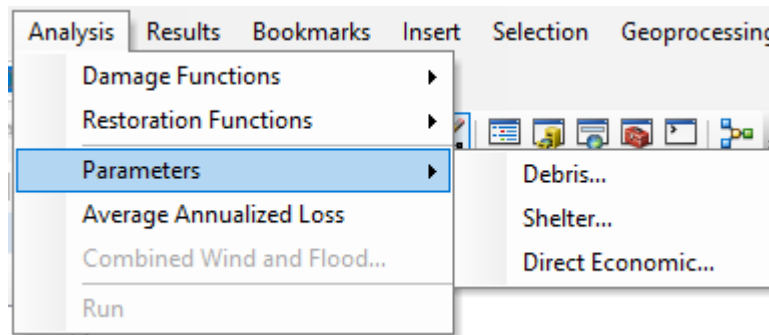 Analysis Results Bookmarks Insert Selection Geoprocessing
Damage Functions
Restoration Functions
Parameters
Debris...
Average Annualized Loss
Shelter...
Combined Wind and Flood...
Direct Economic...
Run